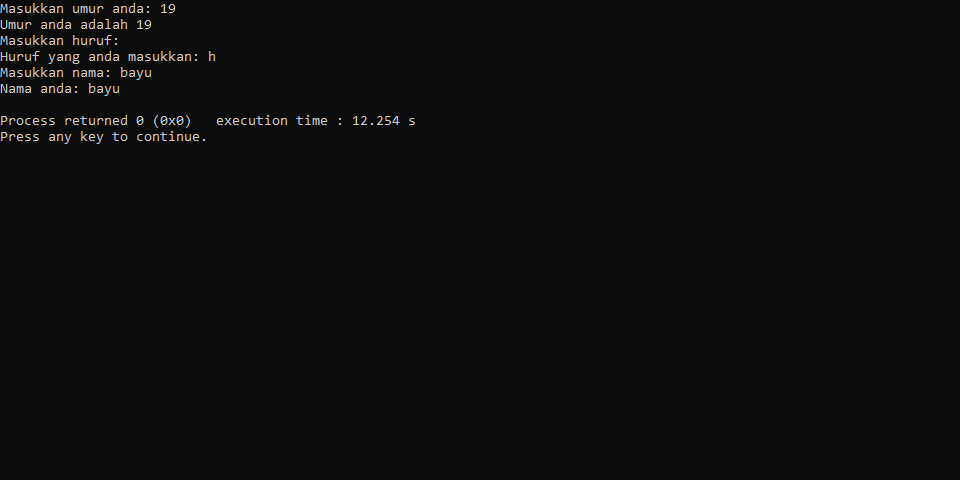 Masukkan umur anda: 19
Umur anda adalah 19
Masukkan huruf:
Huruf yang anda masukkan: h
Masukkan nama: bayu
Nama anda: bayu
Process returned 0 (0x0)   execution time : 12.254 s
Press any key to continue.